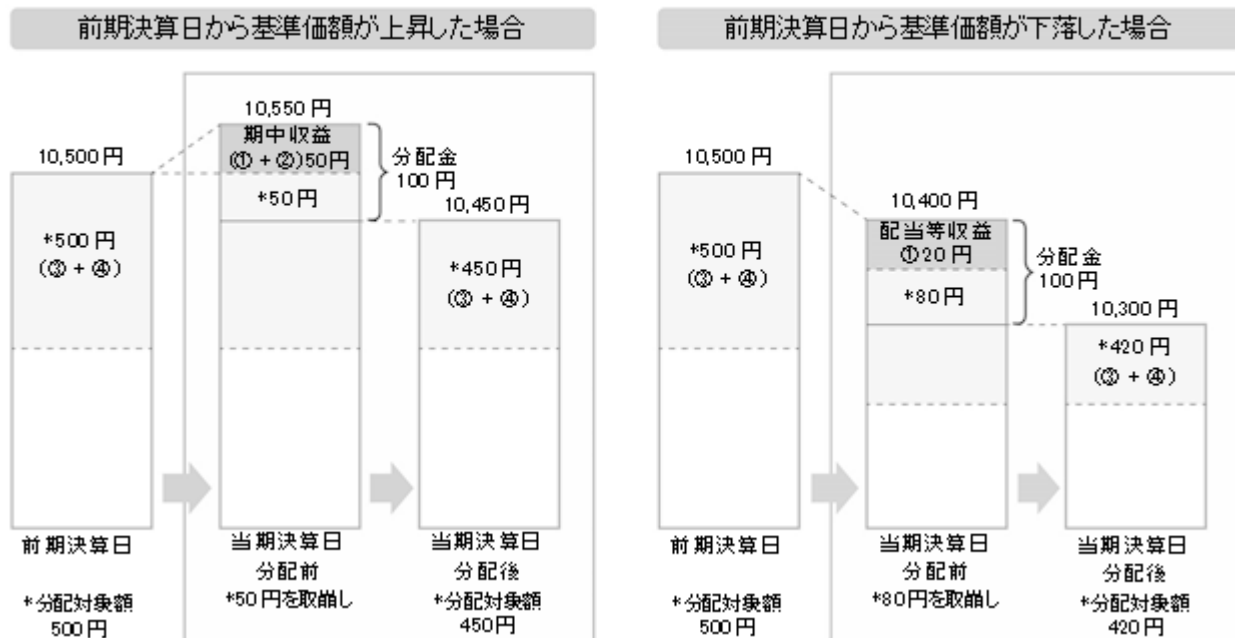 前期決算日から基準価額が上昇した場合
10,500円
*500円
(③+④)
前期決算日
*分配対象額
500円
10,550円
期中収益
(①+②)50円
*50円
分配金
100円
当期決算日
分配前
*50円を取崩し
10,450円
*450円
(③+④)
当期決算日
分配後
*分配対象額
450円
前期決算日から基準価額が下落した場合
10,500円
*500円
(③+④)
前期決算日
*分配対象額
500円
10,400円
配当等収益
①20円
*80円
分配金
100円
当期決算日
分配前
*80円を取崩し
10,300円
*420円
(③+④)
当期決算日
分配後
*分配対象額
420円